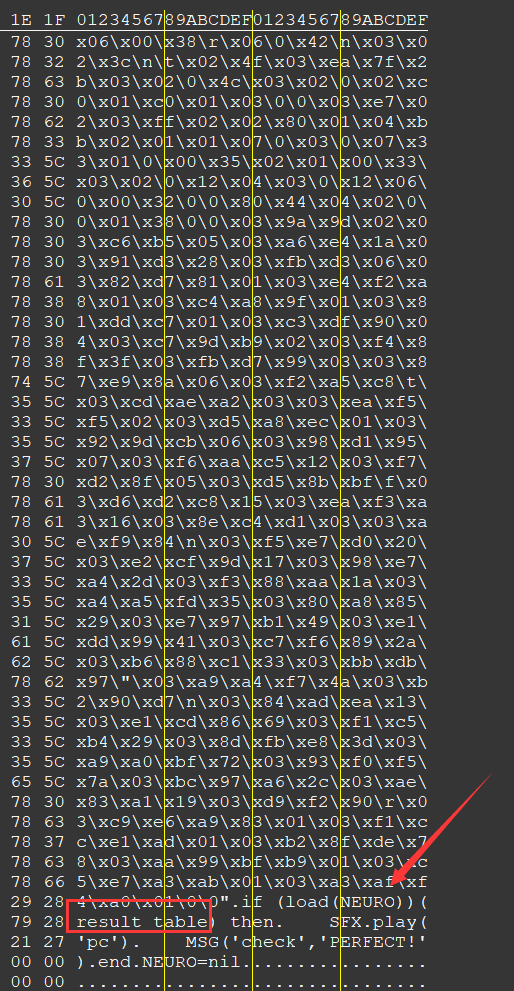 1E 1F 0123456789ABCDEF0123456789ABCDEF
78 30 x06\x00\x38\r\x06\0\x42\n\x03\x0
78 32 2\x3c\n\t\x02\x4f\x03\xea\x7f\x2
78 63 b\x03\x02\0\x4c\x03\x02\0\x02\xc
78 30 0\x01\xc0\x01\x03\0\x03\xe7\x0
78 62 2\x03\xff\x02\x02\x80\x01\x04\xb
78 33 b\x02\x01\x01\x07\0\x03\0\x07\x3
33 5C 3\x01\0\x00\x35\x02\x01\x00\x33\
36 5C x03\x02\0\x12\x04\x03\0\x12\x06\
30 5C 0\x00\x32\0\0\x80\x44\x04\x02\0\
78 30 0\x01\x38\0\0\x03\x9a\x9d\x02\x0
78 30 3\xc6\xb5\x05\x03\xa6\xe4\x1a\x0
78 30 3\x91\xd3\x28\x03\xfb\xd3\x06\x0
78 61 3\x82\xd7\x81\x01\x03\xe4\xf2\xa
78 38 8\x01\x03\xc4\xa8\x9f\x01\x03\x8
78 30 1\xdd\xc7\x01\x03\xc3\xdf\x90\x0
78 38 4\x03\xc7\x9d\xb9\x02\x03\xf4\x8
78 38 f\x3f\x03\xfb\xd7\x99\x03\x03\x8
74 5C 7\xe9\x8a\x06\x03\xf2\xa5\xc8\t\
35 5C x03\xcd\xae\xa2\x03\x03\xea\xf5\
33 5C xf5\x02\x03\xd5\xa8\xec\x01\x03\
35 5C x92\x9d\xcb\x06\x03\x98\xd1\x95\
37 5C x07\x03\xf6\xaa\xc5\x12\x03\xf7\
78 30 xd2\x8f\x05\x03\xd5\x8b\xbf\f\x0
78 61 3\xd6\xd2\xc8\x15\x03\xea\xf3\xa
78 61 3\x16\x03\x8e\xc4\xd1\x03\x03\xa
30 5C e\xf9\x84\n\x03\xf5\xe7\xd0\x20\
37 5C x03\xe2\xcf\x9d\x17\x03\x98\xe7\
33 5C xa4\x2d\x03\xf3\x88\xaa\x1a\x03\
35 5C xa4\xa5\xfd\x35\x03\x80\xa8\x85\
31 5C x29\x03\xe7\x97\xb1\x49\x03\xe1\
61 5C xdd\x99\x41\x03\xc7\xf6\x89\x2a\
62 5C x03\xb6\x88\xc1\x33\x03\xbb\xdb\
78 62 x97\"\x03\xa9\xa4\xf7\x4a\x03\xb
33 5C 2\x90\xd7\n\x03\x84\xad\xea\x13\
35 5C x03\xe1\xcd\x86\x69\x03\xf1\xc5\
33 5C xb4\x29\x03\x8d\xfb\xe8\x3d\x03\
35 5C xa9\xa0\xbf\x72\x03\x93\xf0\xf5\
65 5C x7a\x03\xbc\x97\xa6\x2c\x03\xae\
78 30 x83\xa1\x19\x03\xd9\xf2\x90\r\x0
78 63 3\xc9\xe6\xa9\x83\x01\x03\xf1\xc
78 37 c\xe1\xad\x01\x03\xb2\x8f\xde\x7
78 63 8\x03\xaa\x99\xbf\xb9\x01\x03\xc
78 66 5\xe7\xa3\xab\x01\x03\xa3\xaf\xf
29 28 4\xa0\x01\0\0".if (load(NEURO))(
79 28 result table) then. SFX.play(
21 27 'pc'). MSG('check','PERFECT!'
00 00 ).end.NEURO=nil.................
00 00 ................................